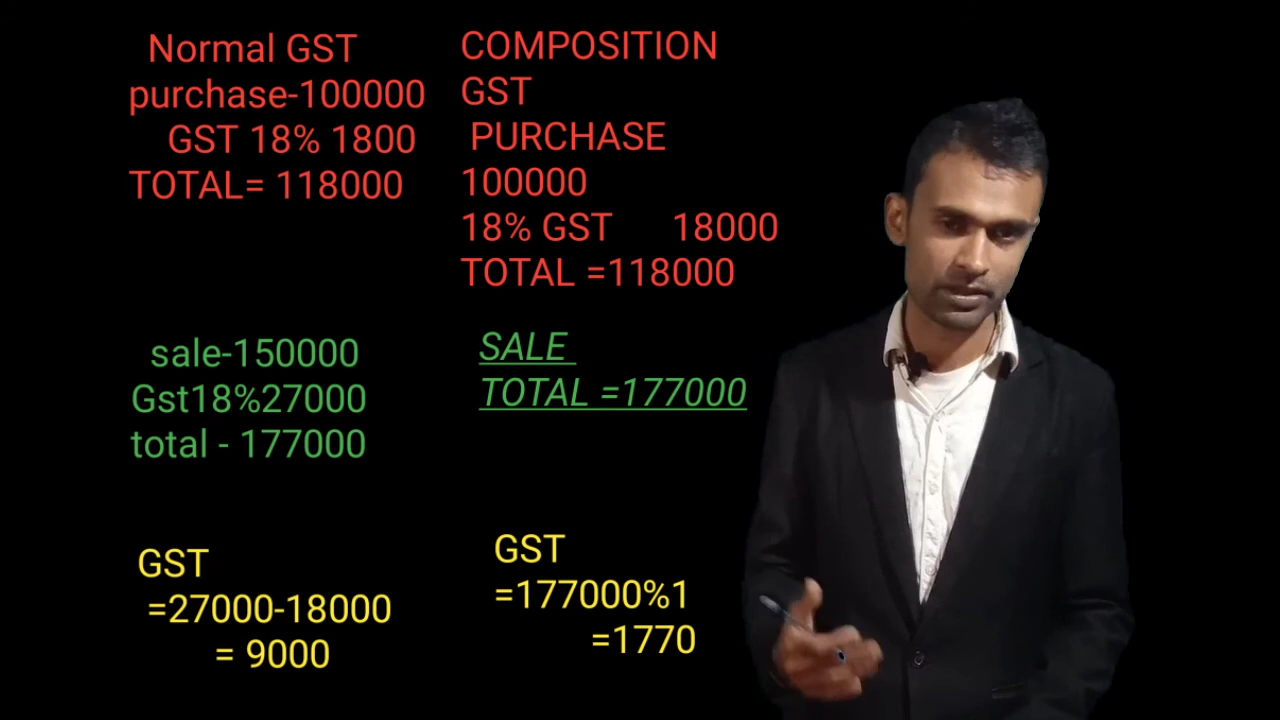 Normal GST
purchase-100000
GST 18% 1800
TOTAL= 118000
sale-150000
Gst18%27000
total - 177000
GST
=27000-18000
= 9000
COMPOSITION
GST
PURCHASE
100000
18% GST 18000
TOTAL =118000
SALE
TOTAL =177000
GST
=177000%1
=1770